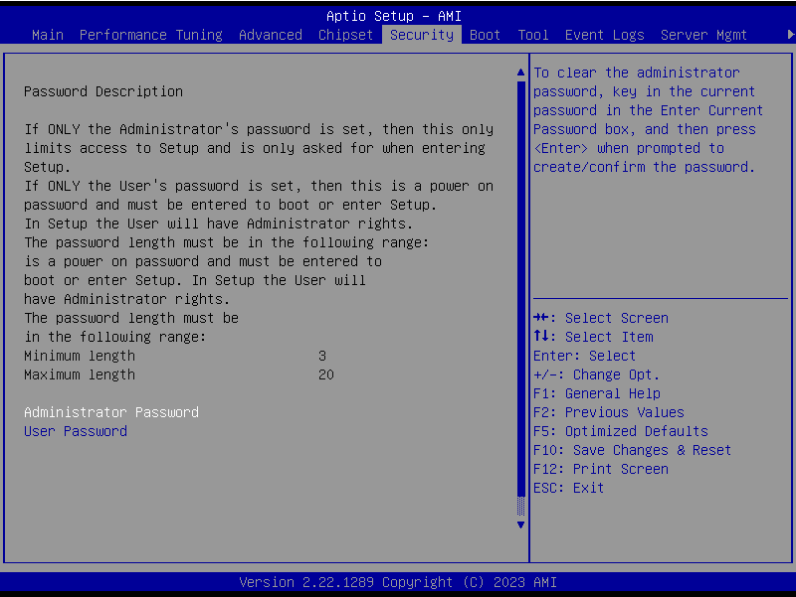 Aptio Setup – AMI
Main Performance Tuning Advanced Chipset Security Boot Tool Event Logs Server Mgmt
Password Description
If ONLY the Administrator's password is set, then this only
limits access to Setup and is only asked for when entering
Setup.
If ONLY the User's password is set, then this is a power on
password and must be entered to boot or enter Setup.
In Setup the User will have Administrator rights.
The password length must be in the following range:
is a power on password and must be entered to
boot or enter Setup. In Setup the User will
have Administrator rights.
The password length must be
in the following range:
Minimum length 3
Maximum length 20
Administrator Password
User Password
To clear the administrator
password, key in the current
password in the Enter Current
Password box, and then press
<Enter> when prompted to
create/confirm the password.
→←: Select Screen
↑↓: Select Item
Enter: Select
+/-: Change Opt.
F1: General Help
F2: Previous Values
F5: Optimized Defaults
F10: Save Changes & Reset
F12: Print Screen
ESC: Exit
Version 2.22.1289 Copyright (C) 2023 AMI